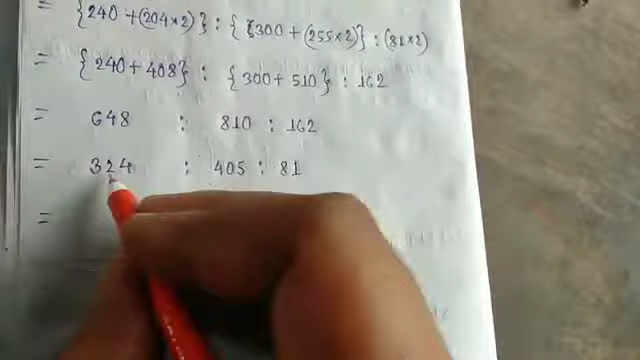 = {240 + (204×2)} : {{300 + (255×2)} : (81×2)
= {240 + 408} : {300 + 510} : 162
= 648 : 810 : 162
= 324 : 405 : 81
=